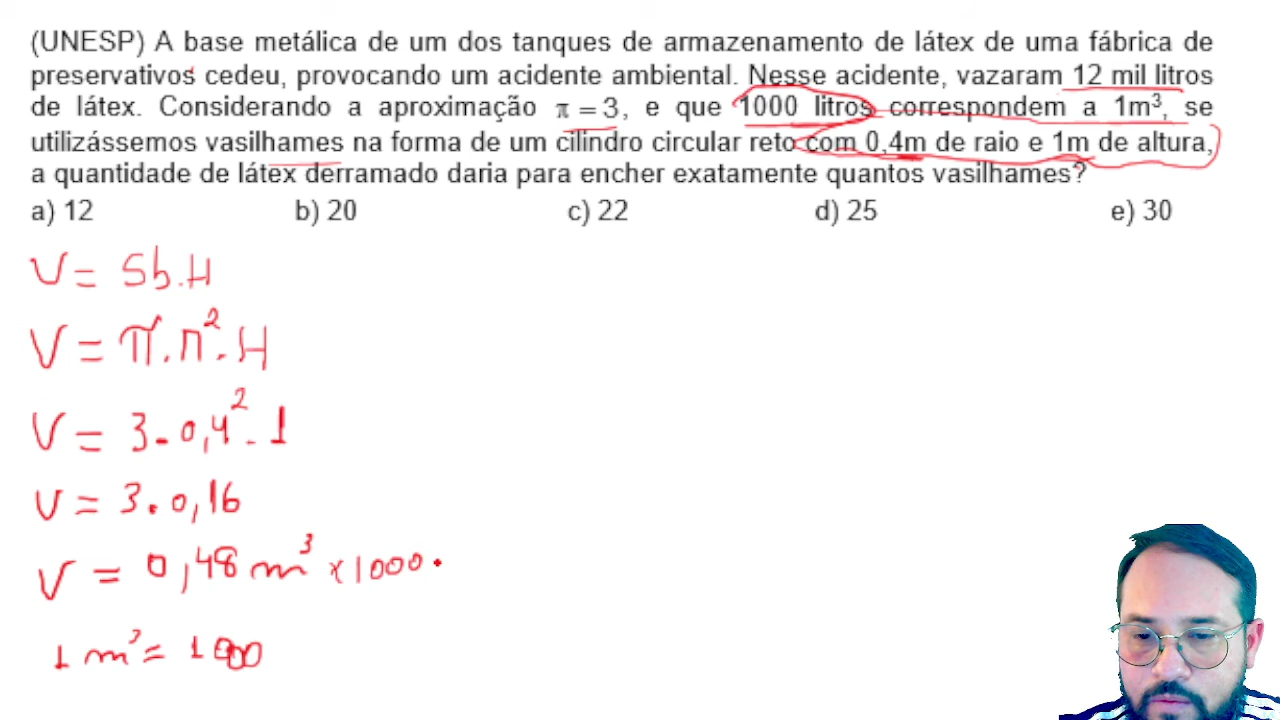 (UNESP) A base metálica de um dos tanques de armazenamento de látex de uma fábrica de
preservativos cedeu, provocando um acidente ambiental. Nesse acidente, vazaram 12 mil litros
de látex. Considerando a aproximação π = 3, e que 1000 litros correspondem a 1m³, se
utilizássemos vasilhames na forma de um cilindro circular reto com 0,4m de raio e 1m de altura,
a quantidade de látex derramado daria para encher exatamente quantos vasilhames?
a) 12 b) 20 c) 22 d) 25 e) 30
V = Sb.H
V = π.r².H
V = 3.0,4².1
V = 3.0,16
V = 0,48 m³ x1000.
1 m³ = 1000